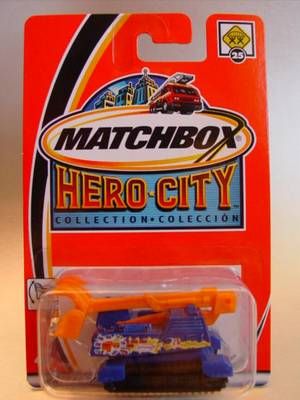 25
MATCHBOX
HERO-CITY
COLLECTION • COLECCIÓN